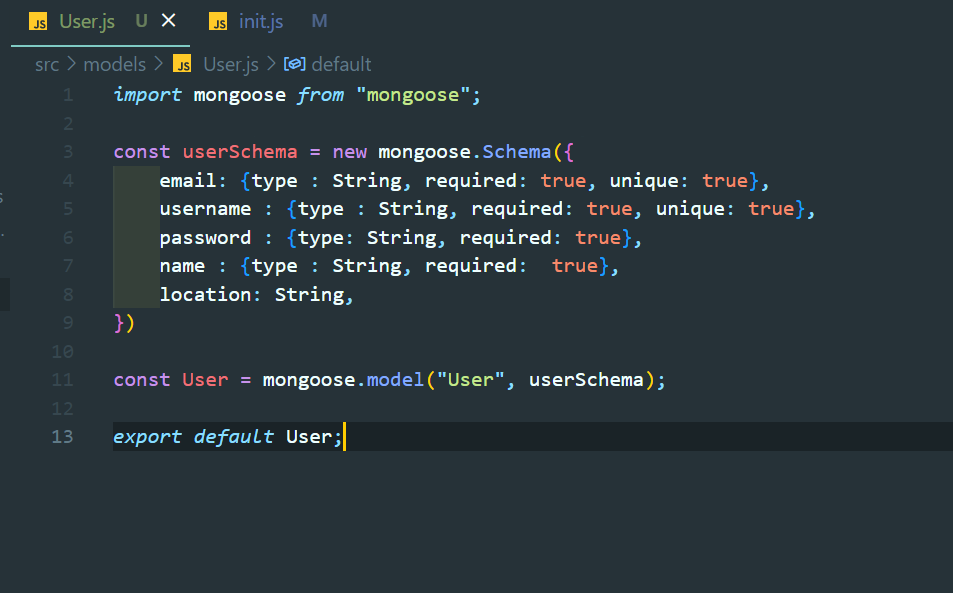 JS User.js U × JS init.js M
src > models > JS User.js > default
1 import mongoose from "mongoose";
2
3 const userSchema = new mongoose.Schema({
4     email: {type : String, required: true, unique: true},
5     username : {type : String, required: true, unique: true},
6     password : {type: String, required: true},
7     name : {type : String, required:  true},
8     location: String,
9 })
10
11 const User = mongoose.model("User", userSchema);
12
13 export default User;